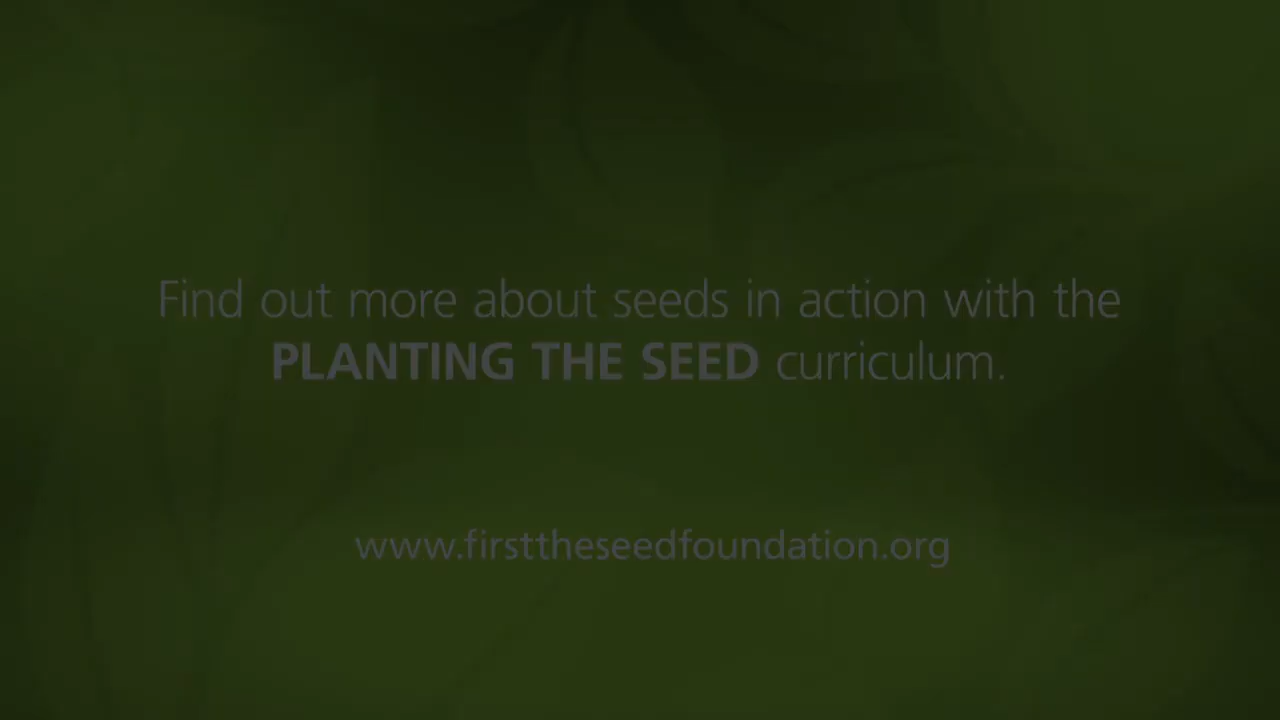 Find out more about seeds in action with the
PLANTING THE SEED curriculum.
www.firsttheseedfoundation.org